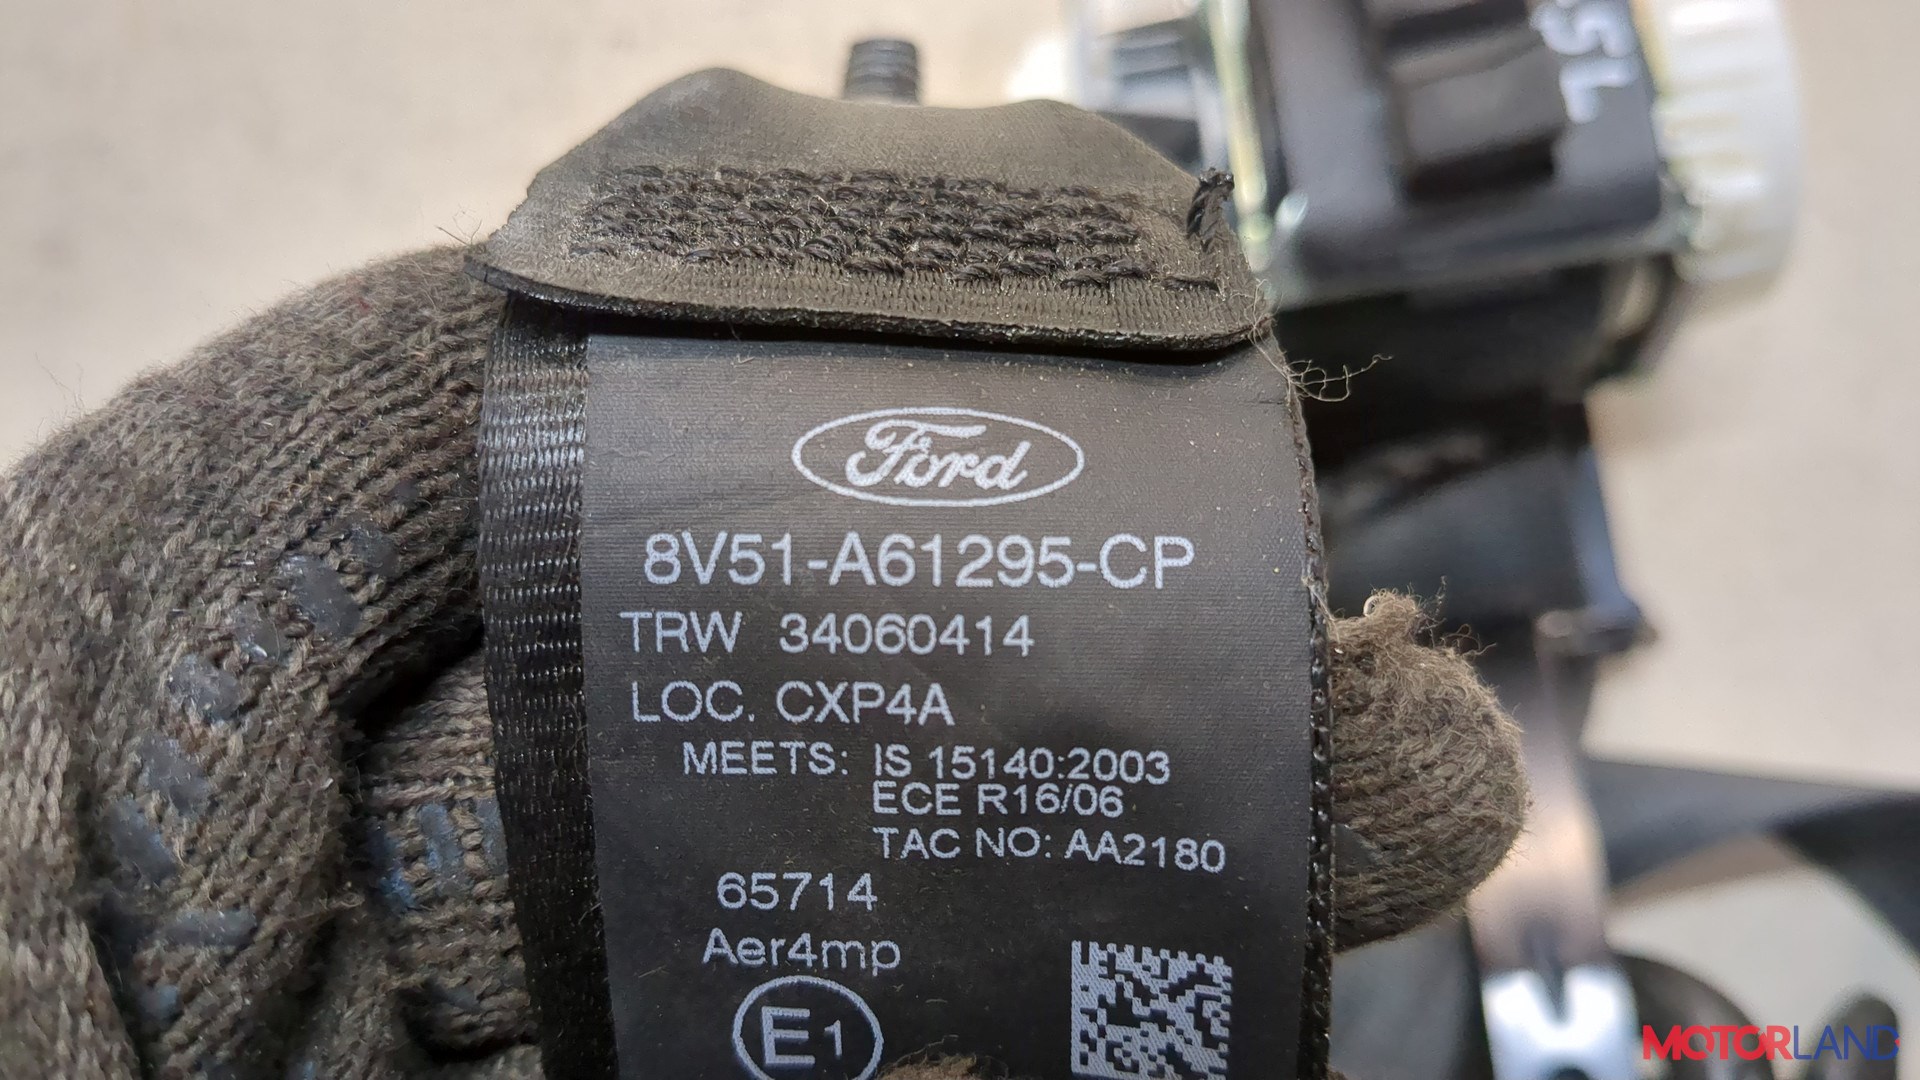 Ford
8V51-A61295-CP
TRW 34060414
LOC. CXP4A
MEETS: IS 15140:2003
ECE R16/06
TAC NO: AA2180
65714
Aer4mp
E1
MOTORLAND